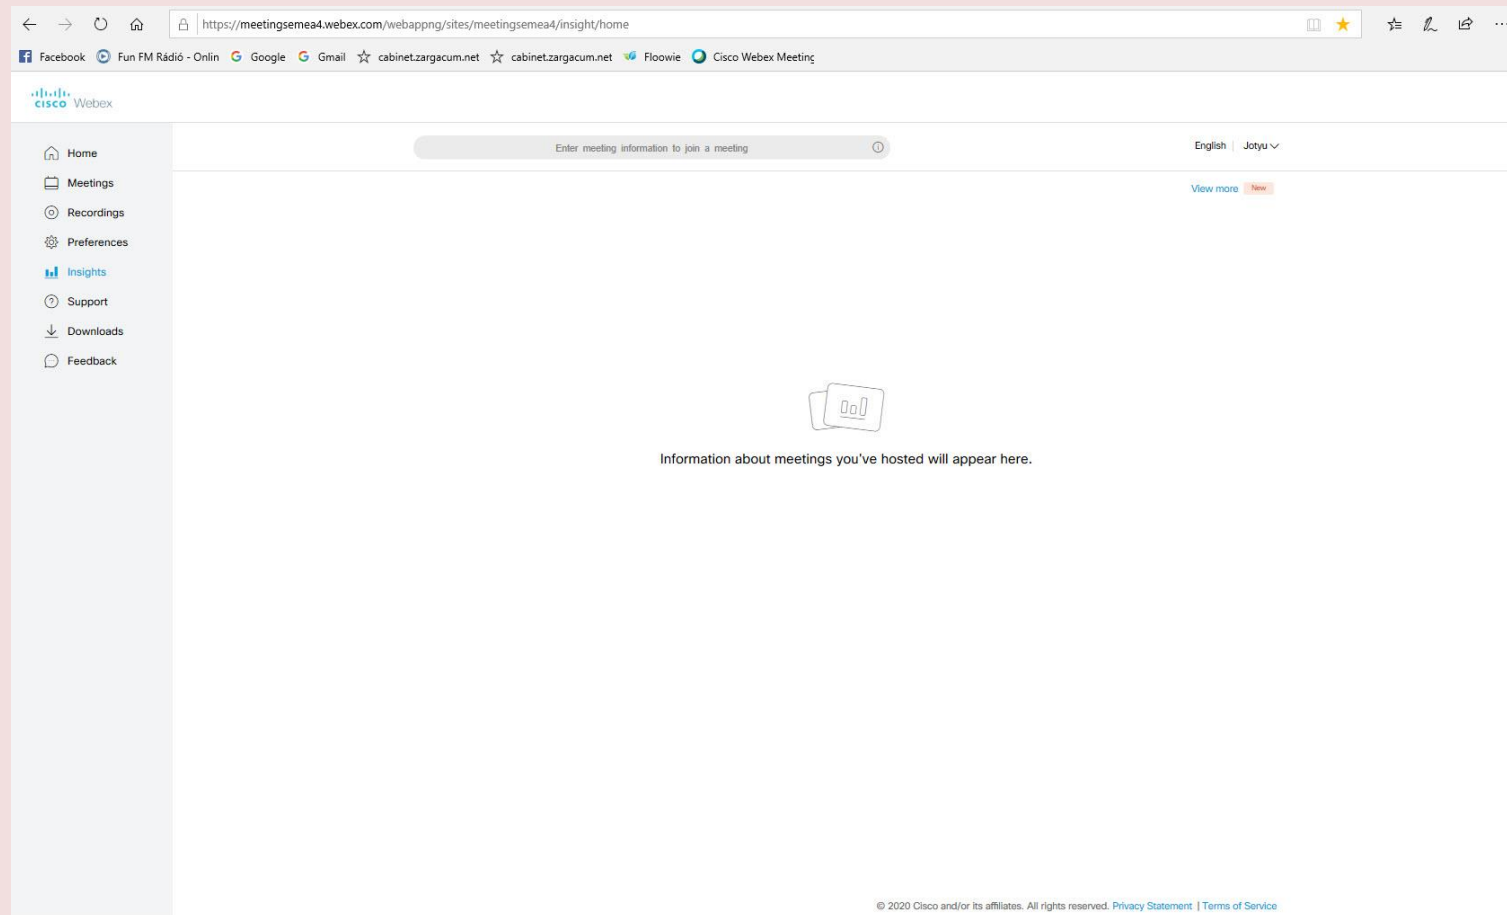 https://meetingsemea4.webex.com/webappng/sites/meetingsemea4/insight/home
Facebook Fun FM Rádió - Onlin Google Gmail cabinet.zargacum.net cabinet.zargacum.net Floowie Cisco Webex Meeting
cisco Webex
Enter meeting information to join a meeting
English Jotyu
View more New
Home
Meetings
Recordings
Preferences
Insights
Support
Downloads
Feedback
Information about meetings you've hosted will appear here.
© 2020 Cisco and/or its affiliates. All rights reserved. Privacy Statement | Terms of Service